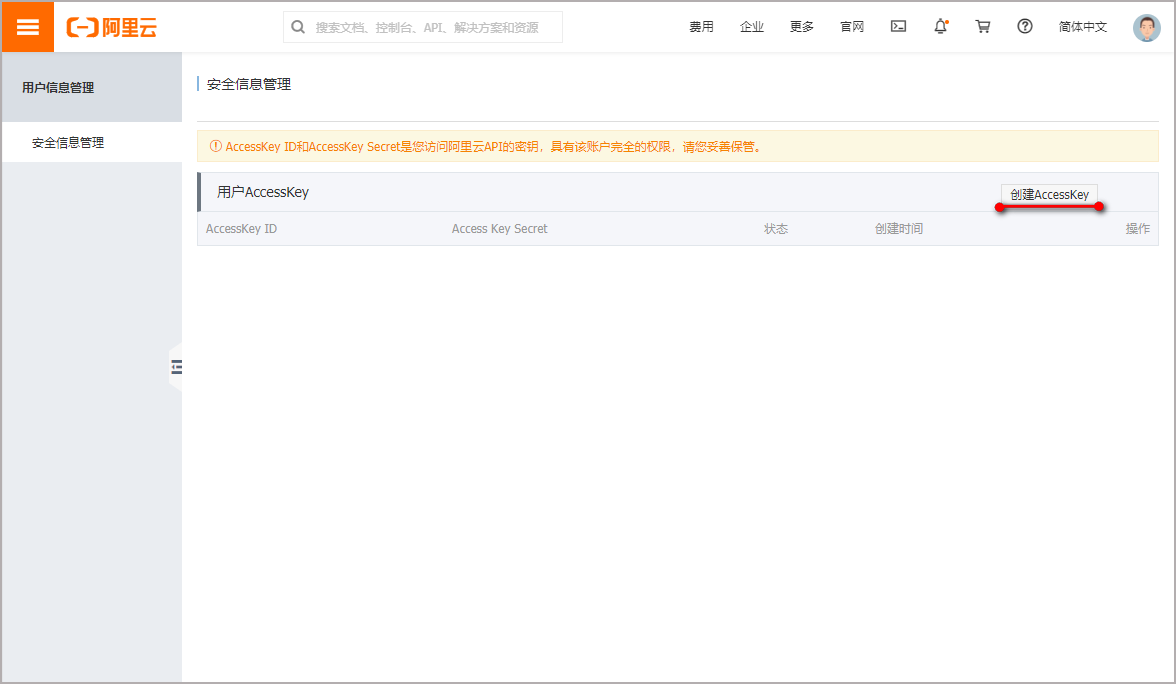 阿里云
搜索文档、控制台、API、解决方案和资源
费用 企业 更多 官网 简体中文
用户信息管理
安全信息管理
安全信息管理
AccessKey ID和AccessKey Secret是您访问阿里云API的密钥，具有该账户完全的权限，请您妥善保管。
用户AccessKey 创建AccessKey
AccessKey ID Access Key Secret 状态 创建时间 操作